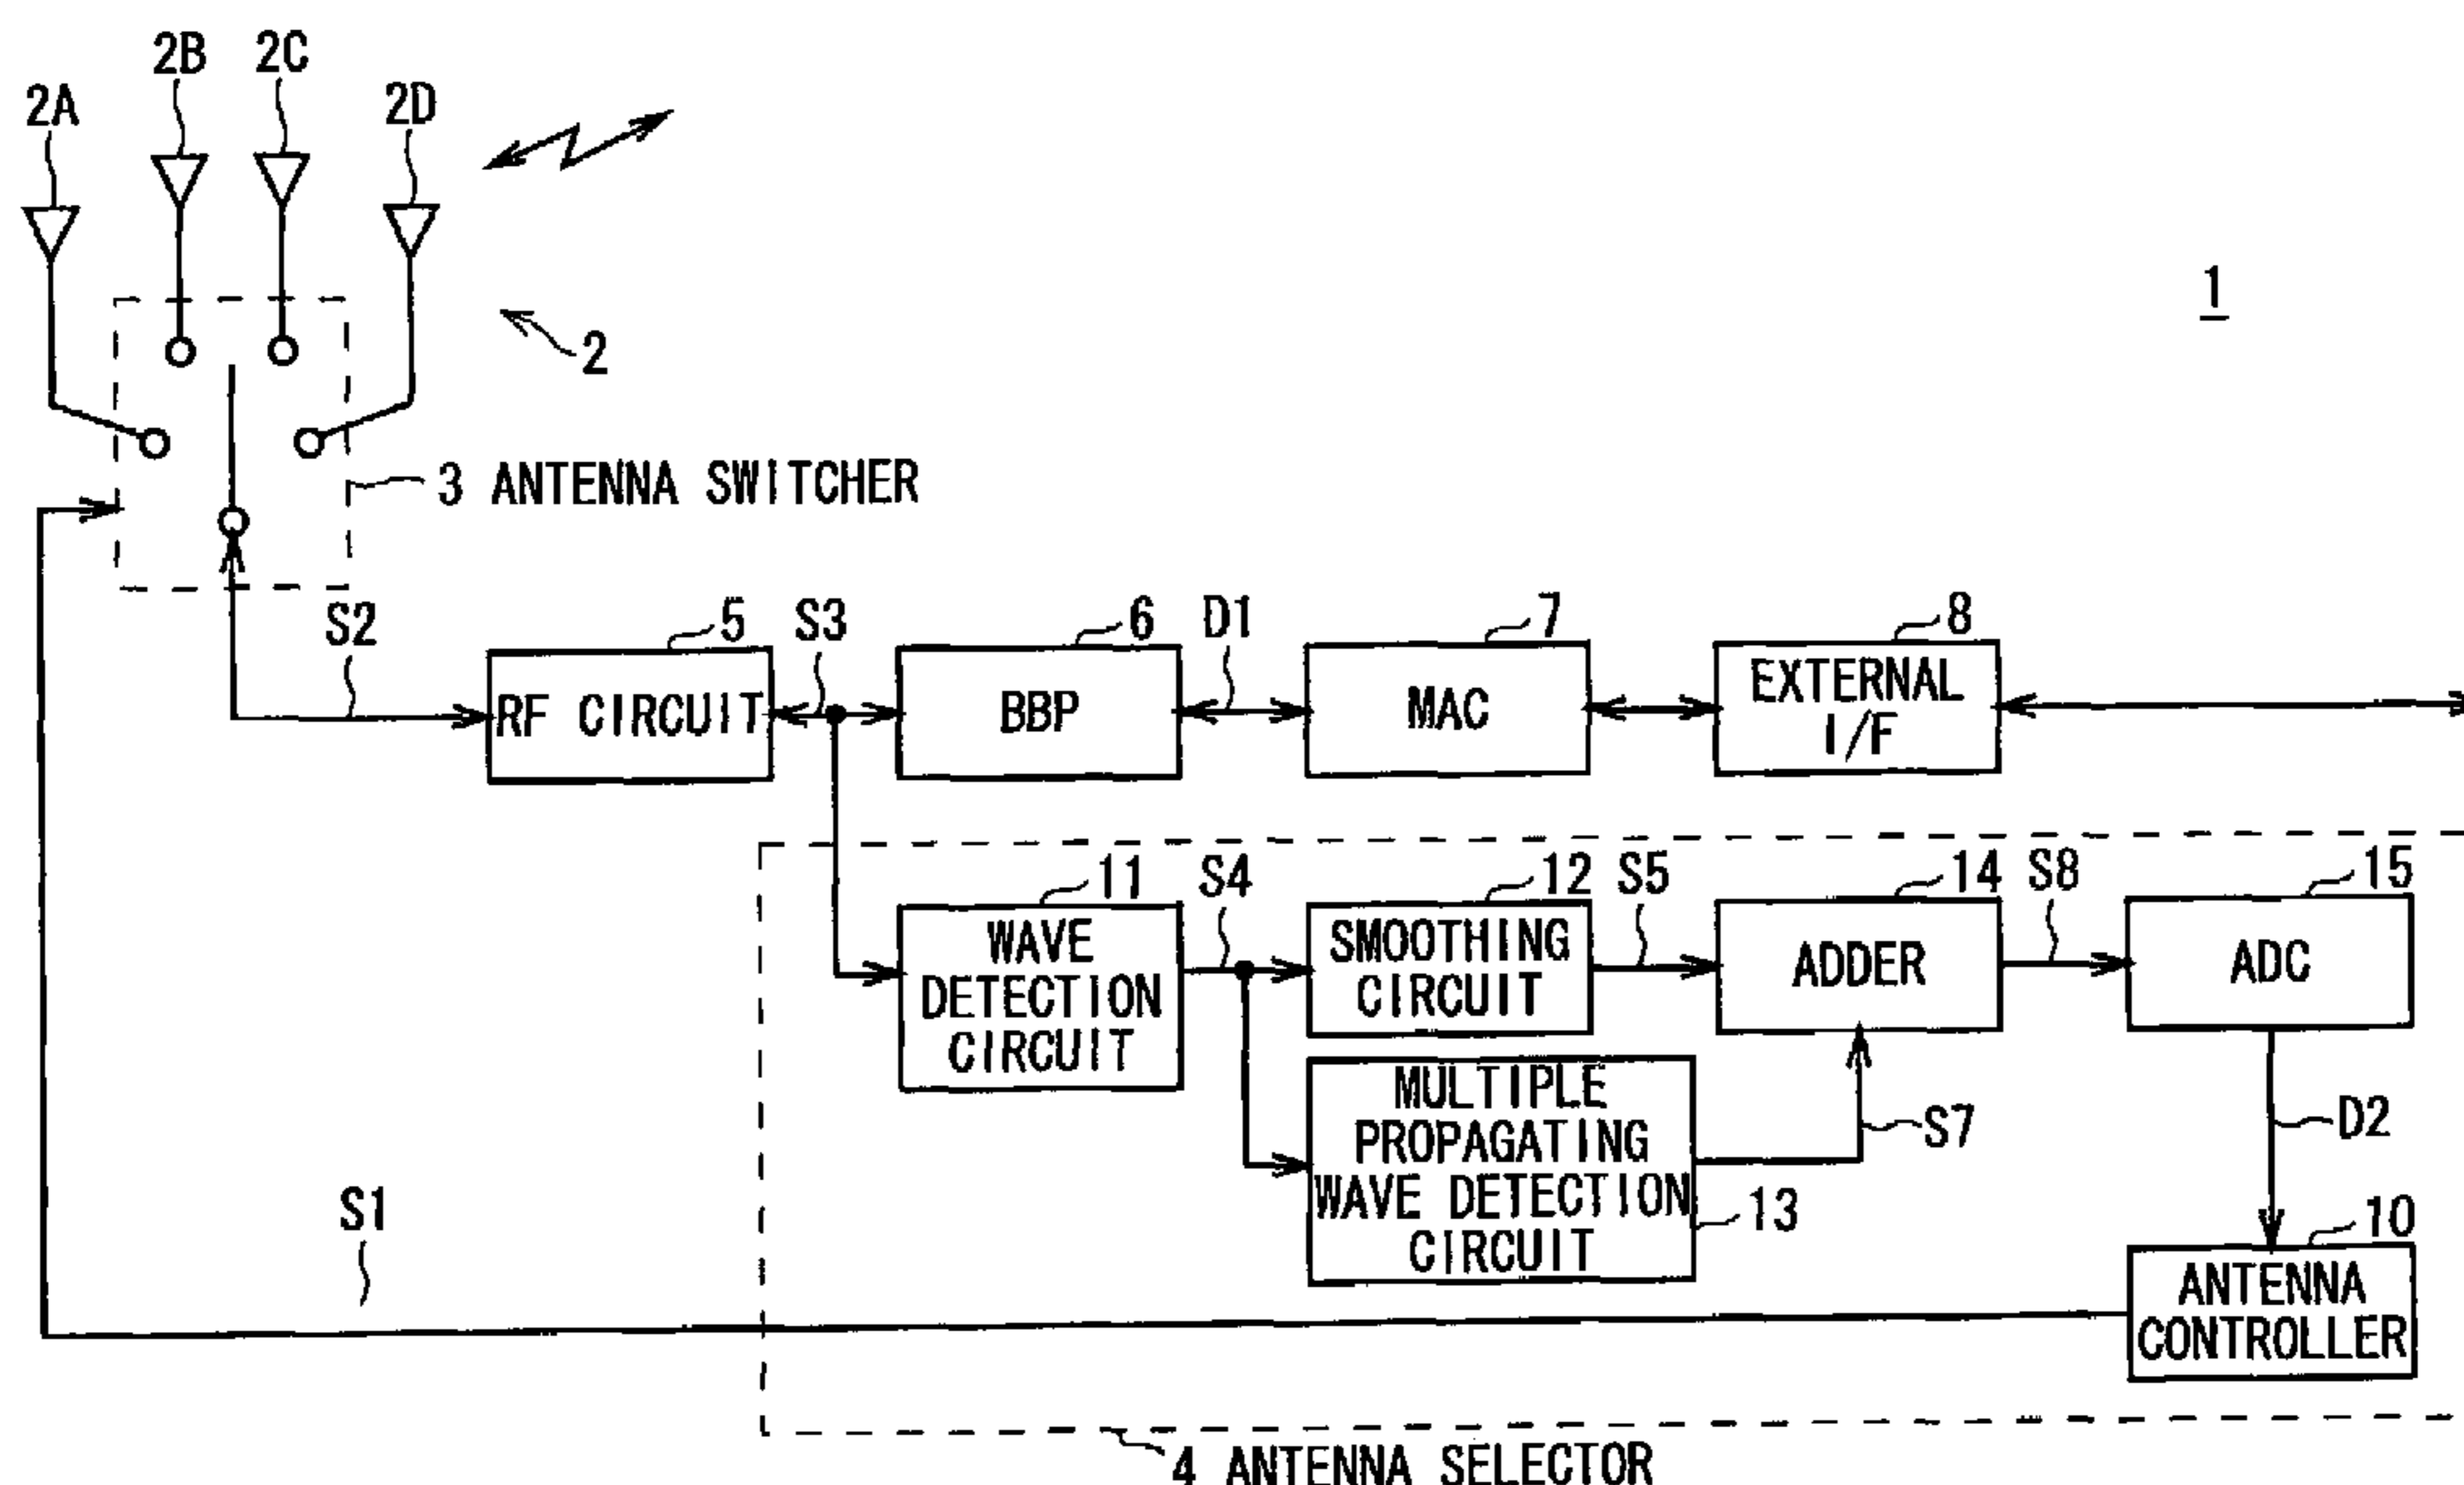 2A
2B
2C
2D
1
2
3 ANTENNA SWITCHER
S2
5
S3
6
D1
7
8
RF CIRCUIT
BBP
MAC
EXTERNAL
I/F
11
S4
12
S5
14
S8
15
WAVE
DETECTION
CIRCUIT
SMOOTHING
CIRCUIT
ADDER
ADC
MULTIPLE
PROPAGATING
WAVE DETECTION
CIRCUIT
S7
D2
13
S1
10
ANTENNA
CONTROLLER
4 ANTENNA SELECTOR